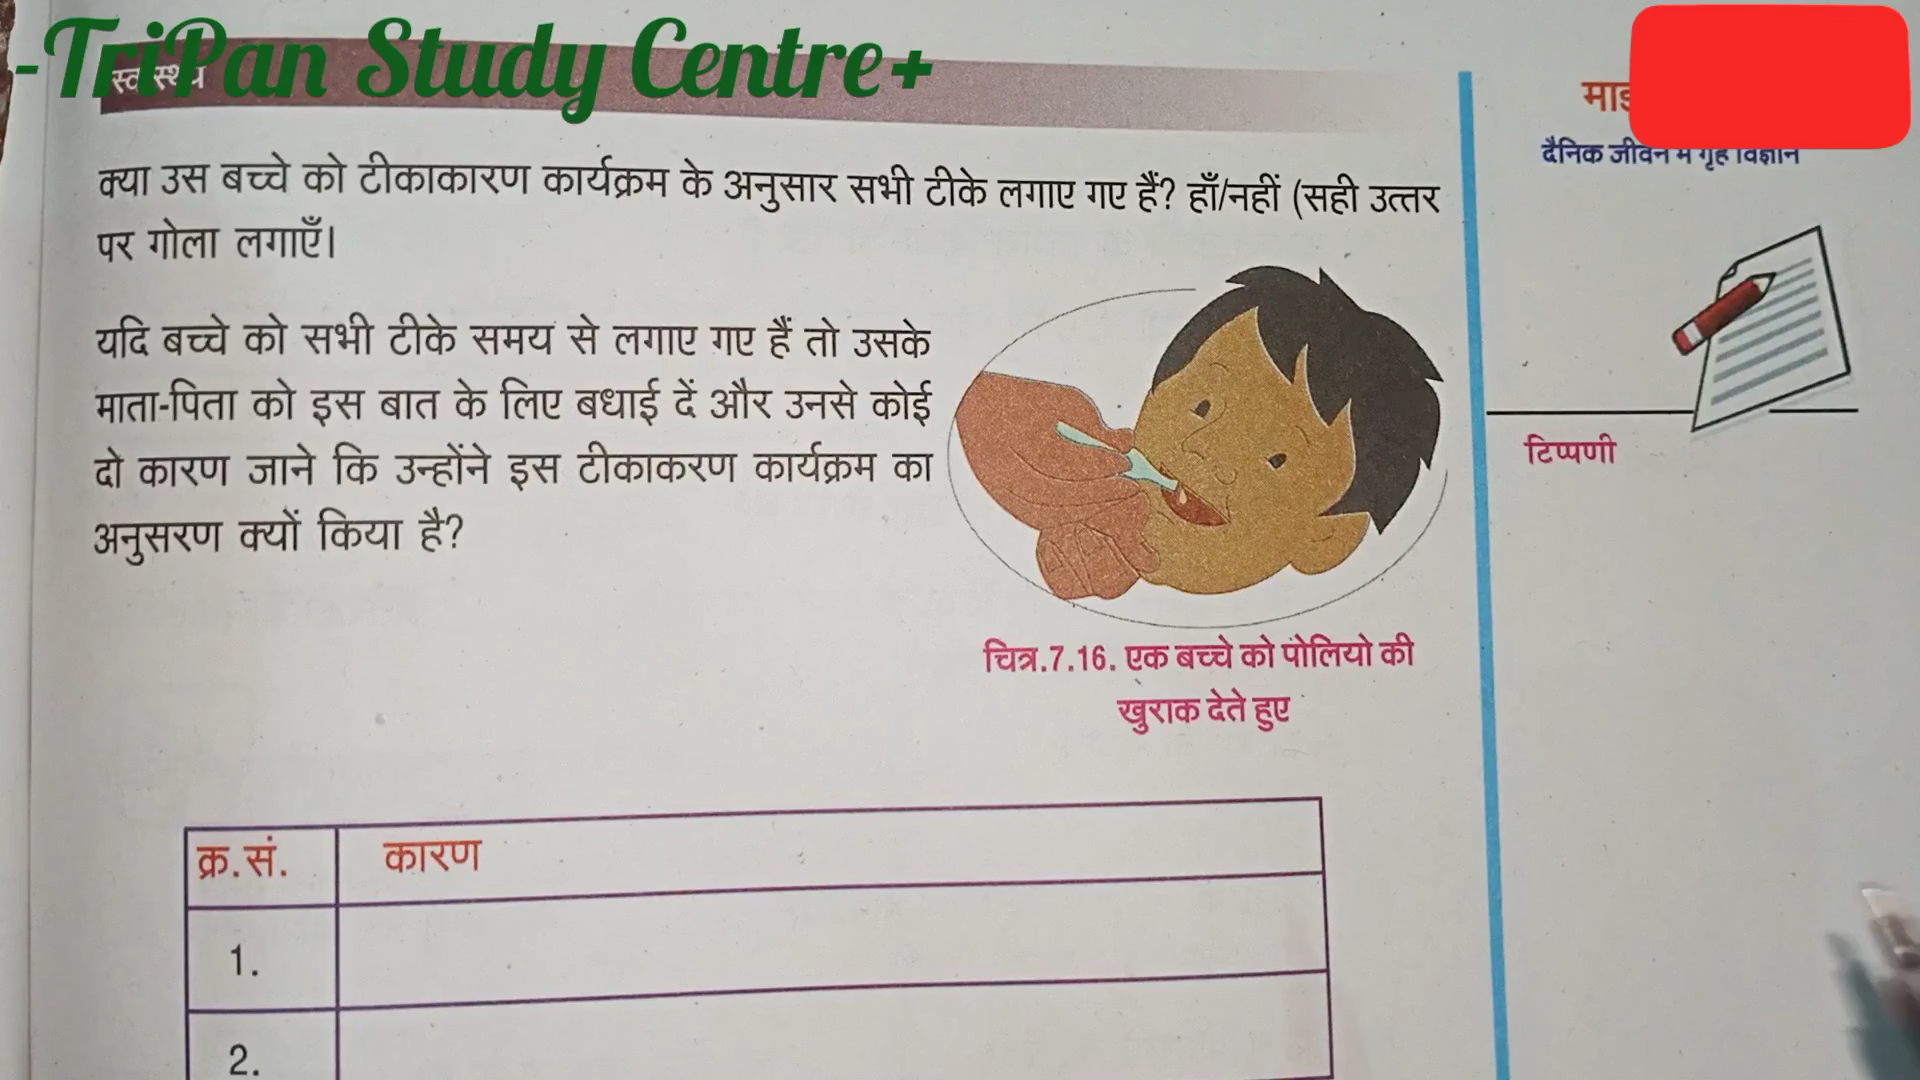 -TriPan Study Centre+
स्वास्थ्य
दैनिक जीवन में गृह विज्ञान
क्या उस बच्चे को टीकाकारण कार्यक्रम के अनुसार सभी टीके लगाए गए हैं? हाँ/नहीं (सही उत्तर
पर गोला लगाएँ।
यदि बच्चे को सभी टीके समय से लगाए गए हैं तो उसके
माता-पिता को इस बात के लिए बधाई दें और उनसे कोई
दो कारण जाने कि उन्होंने इस टीकाकरण कार्यक्रम का
अनुसरण क्यों किया है?
चित्र.7.16. एक बच्चे को पोलियो की
खुराक देते हुए
टिप्पणी
क्र.सं. कारण
1.
2.